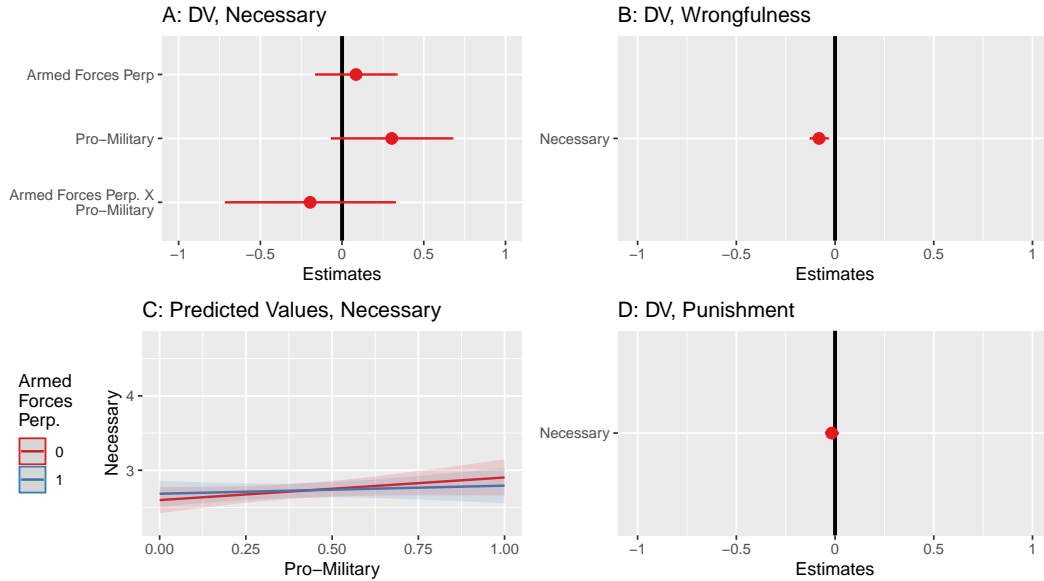 A: DV, Necessary
Armed Forces Perp
Pro−Military
Armed Forces Perp. X
Pro−Military
−1 −0.5 0 0.5 1
Estimates
B: DV, Wrongfulness
Necessary
−1 −0.5 0 0.5 1
Estimates
C: Predicted Values, Necessary
Armed
Forces
Perp.
0
1
Necessary
4
3
0.00 0.25 0.50 0.75 1.00
Pro−Military
D: DV, Punishment
Necessary
−1 −0.5 0 0.5 1
Estimates